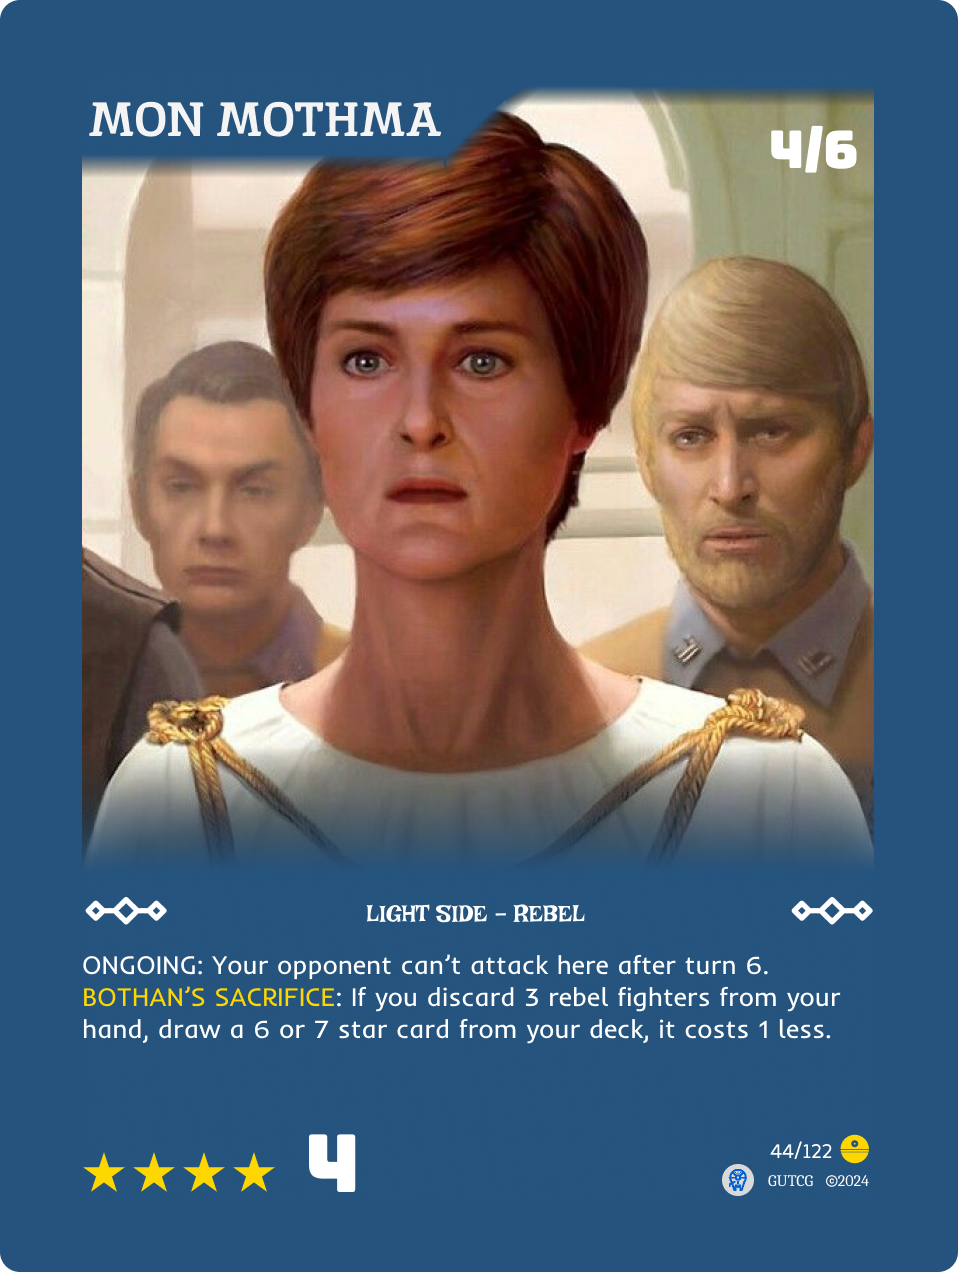 MON MOTHMA
4/6
LIGHT SIDE – REBEL
ONGOING: Your opponent can't attack here after turn 6.
BOTHAN'S SACRIFICE: If you discard 3 rebel fighters from your
hand, draw a 6 or 7 star card from your deck, it costs 1 less.
4
44/122
GUTCG ©2024